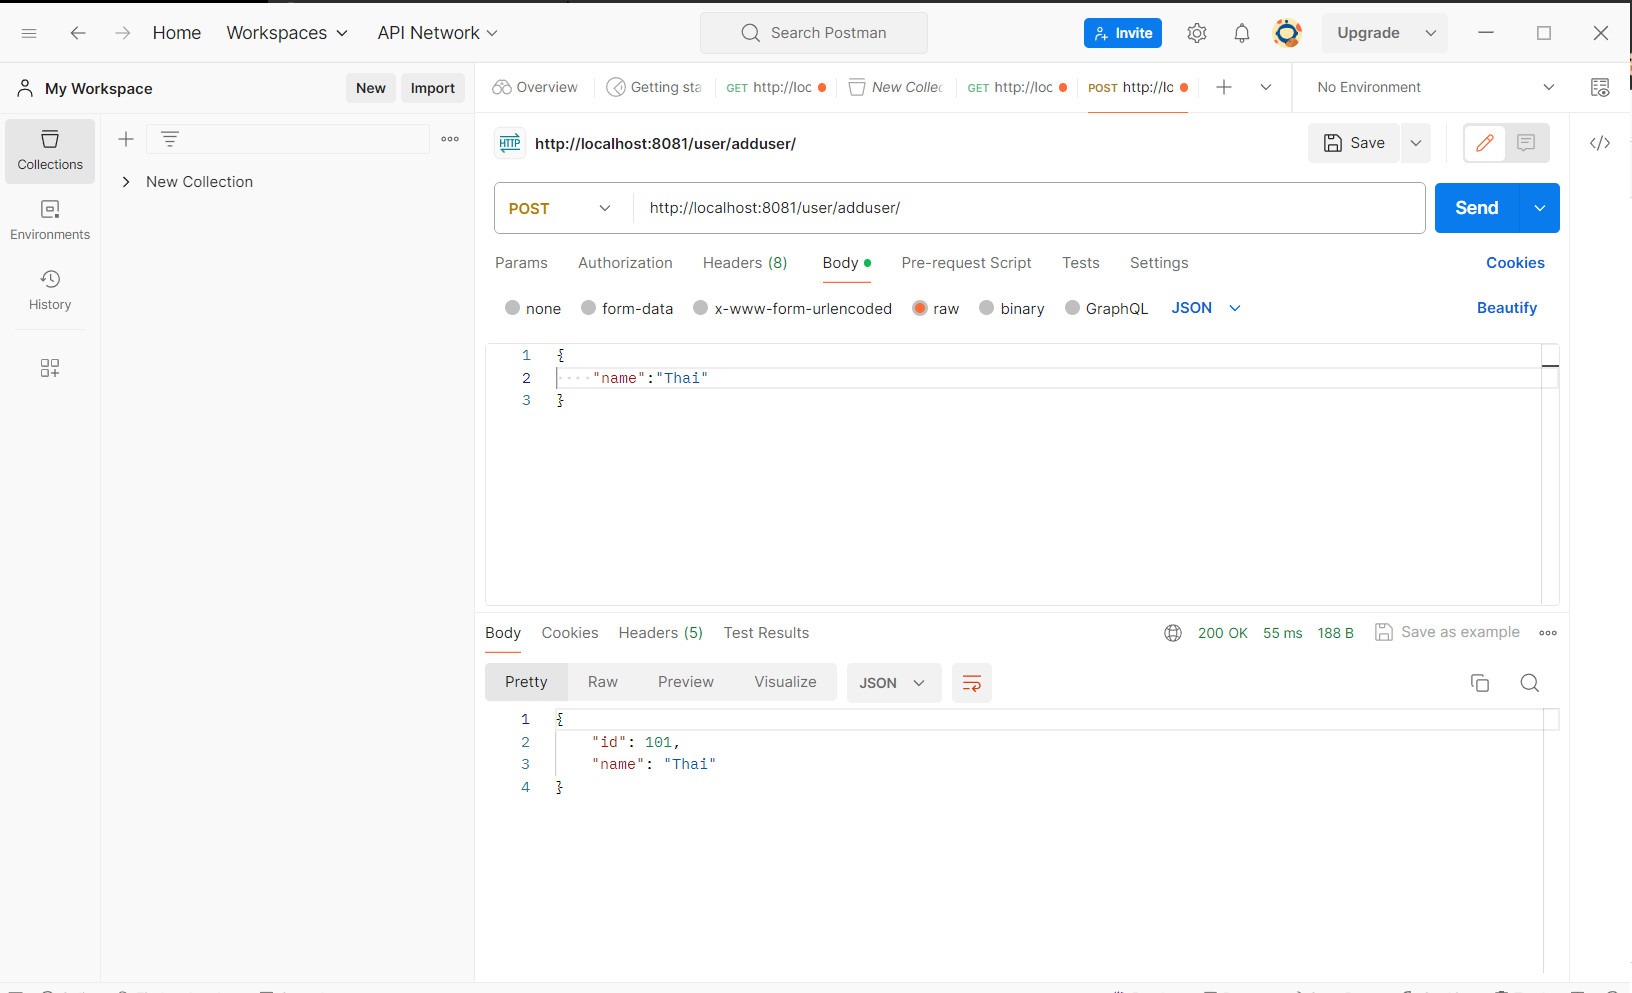 Home Workspaces API Network Search Postman Invite Upgrade
My Workspace New Import
Overview Getting sta GET http://loc New Collec GET http://loc POST http://lc No Environment
Collections
New Collection
Environments
History
HTTP http://localhost:8081/user/adduser/ Save
POST http://localhost:8081/user/adduser/ Send
Params Authorization Headers (8) Body Pre-request Script Tests Settings Cookies
none form-data x-www-form-urlencoded raw binary GraphQL JSON Beautify
1 {
2 "name":"Thai"
3 }
Body Cookies Headers (5) Test Results 200 OK 55 ms 188 B Save as example
Pretty Raw Preview Visualize JSON
1 {
2 "id": 101,
3 "name": "Thai"
4 }